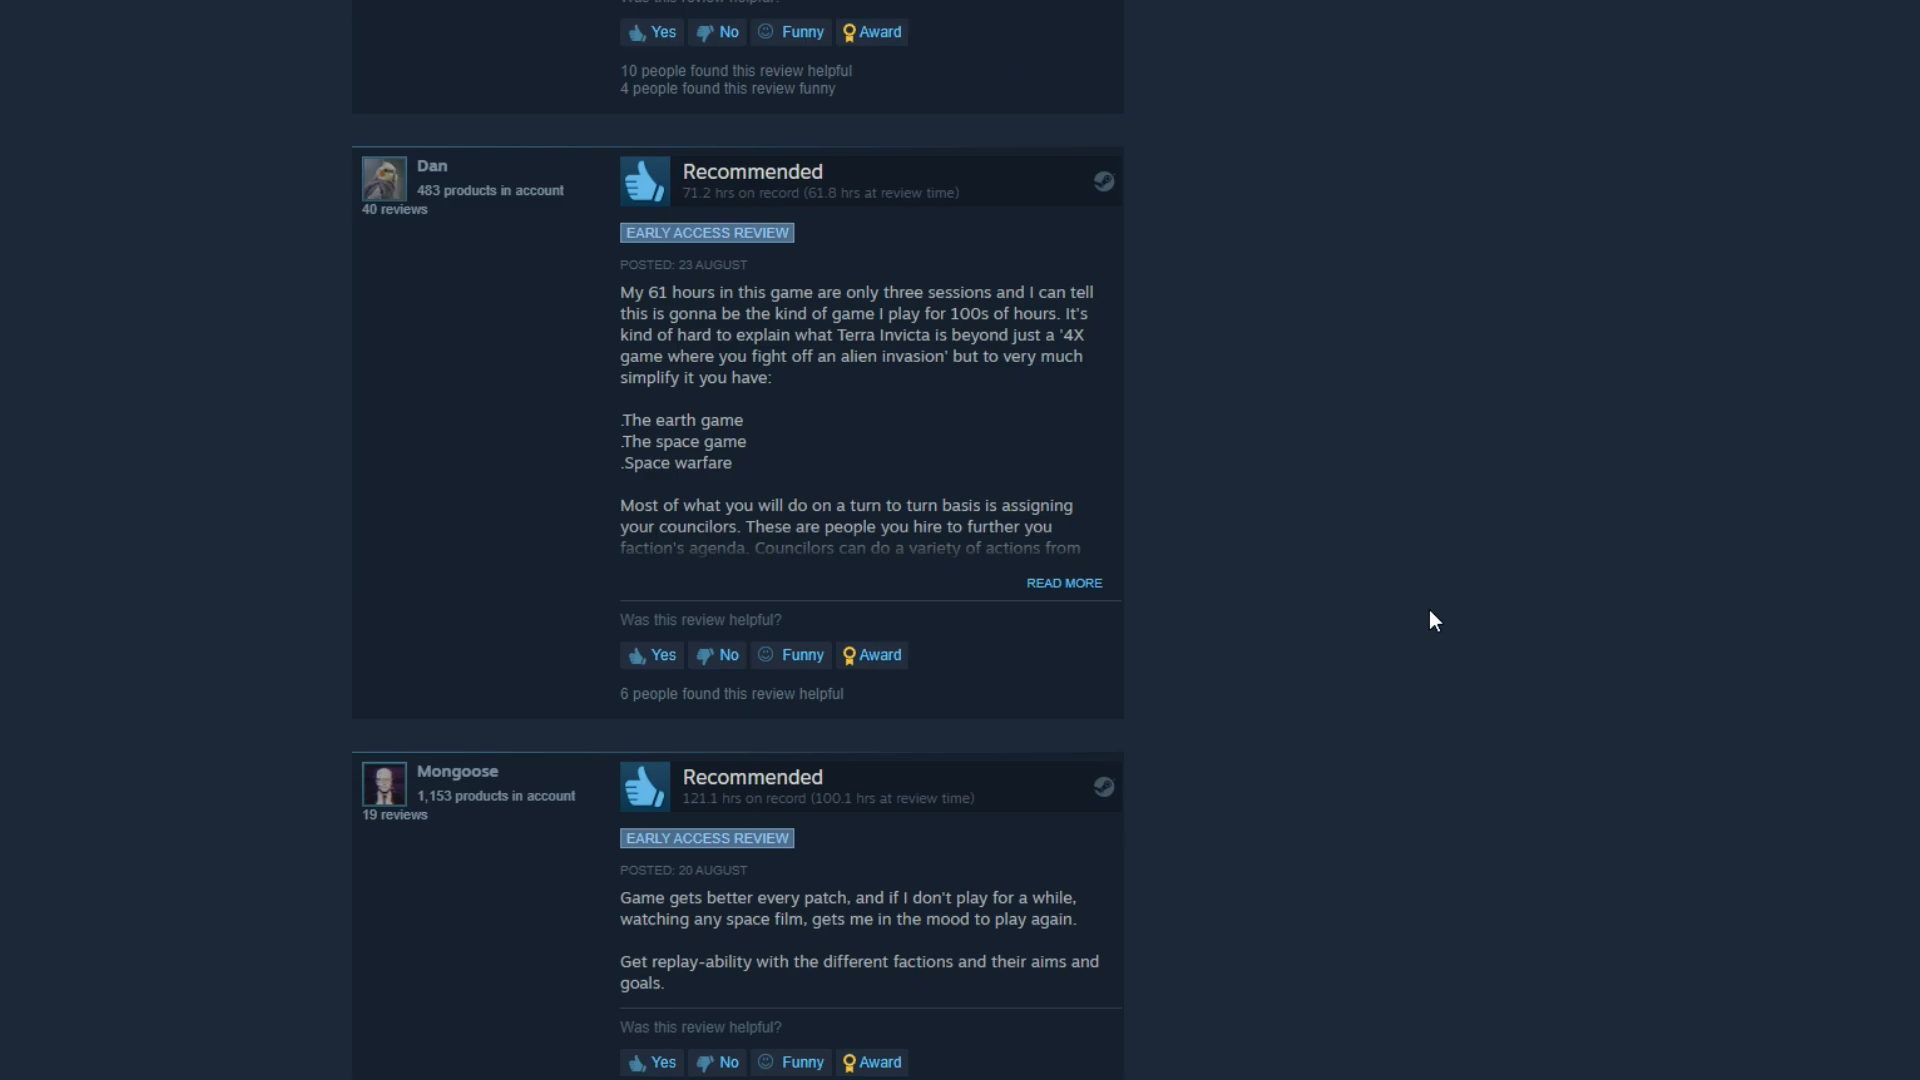 Yes No Funny Award
10 people found this review helpful
4 people found this review funny
Dan
483 products in account
40 reviews
Recommended
71.2 hrs on record (61.8 hrs at review time)
EARLY ACCESS REVIEW
POSTED: 23 AUGUST
My 61 hours in this game are only three sessions and I can tell
this is gonna be the kind of game I play for 100s of hours. It's
kind of hard to explain what Terra Invicta is beyond just a '4X
game where you fight off an alien invasion' but to very much
simplify it you have:
.The earth game
.The space game
.Space warfare
Most of what you will do on a turn to turn basis is assigning
your councilors. These are people you hire to further you
faction's agenda. Councilors can do a variety of actions from
READ MORE
Was this review helpful?
Yes No Funny Award
6 people found this review helpful
Mongoose
1,153 products in account
19 reviews
Recommended
121.1 hrs on record (100.1 hrs at review time)
EARLY ACCESS REVIEW
POSTED: 20 AUGUST
Game gets better every patch, and if I don't play for a while,
watching any space film, gets me in the mood to play again.
Get replay-ability with the different factions and their aims and
goals.
Was this review helpful?
Yes No Funny Award